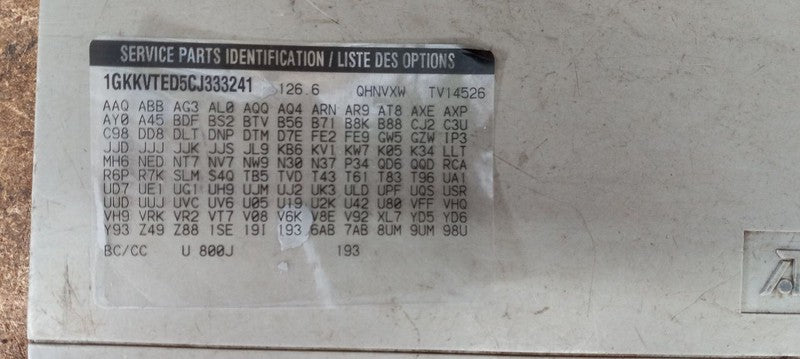 SERVICE PARTS IDENTIFICATION / LISTE DES OPTIONS
1GKKVTED5CJ333241 126.6 QHNVXW TV14526
AAQ ABB AG3 AL0 AQQ AQ4 ARN AR9 AT8 AXE AXP
AY0 A45 BDF BS2 BTV B56 B71 B8K B88 CJ2 C3U
C98 DD8 DLT DNP DTM D7E FE2 FE9 GW5 GZW IP3
JJD JJJ JJK JJS JL9 KB6 KV1 KW7 K05 K34 LLT
MH6 NED NT7 NV7 NW9 N30 N37 P34 QD6 QQD RCA
R6P R7K SLM S4Q TB5 TVD T43 T61 T83 T96 UA1
UD7 UE1 UG1 UH9 UJM UJ2 UK3 ULD UPF UQS USR
UUD UUJ UVC UV6 U05 U19 U2K U42 U80 VFF VHQ
VH9 VRK VR2 VT7 V08 V6K V8E V92 XL7 YD5 YD6
Y93 Z49 Z88 1SE 19I 193 6AB 7AB 8UM 9UM 98U
BC/CC U 800J 193